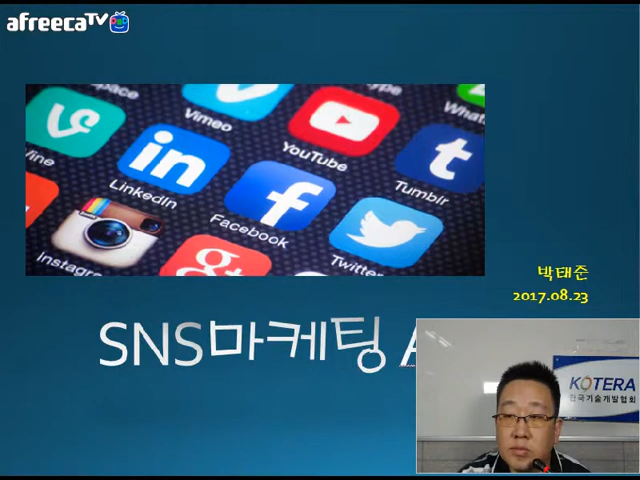 afreecaTV
Vimeo
YouTube
Vine
LinkedIn
Facebook
Tumblr
Instagra
Twitter
박태준
2017.08.23
SNS마케팅 A
KOTERA
한국기술개발협회